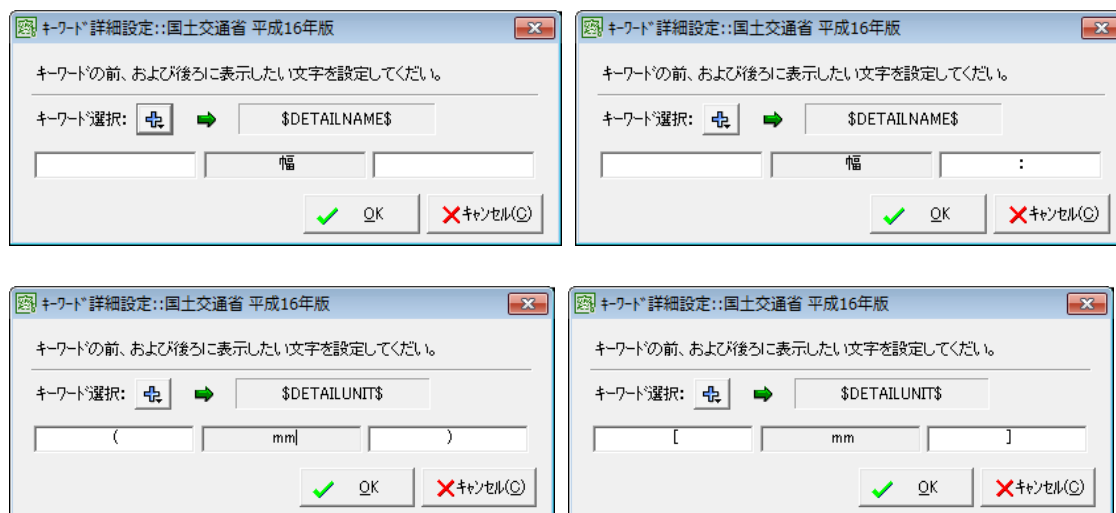 ｷｰﾜｰﾄﾞ詳細設定::国土交通省 平成16年版
キーワードの前、および後ろに表示したい文字を設定してくだい。
キーワード選択: $DETAILNAME$
幅
OK ｷｬﾝｾﾙ(C)
ｷｰﾜｰﾄﾞ詳細設定::国土交通省 平成16年版
キーワードの前、および後ろに表示したい文字を設定してくだい。
キーワード選択: $DETAILNAME$
幅 :
OK ｷｬﾝｾﾙ(C)
ｷｰﾜｰﾄﾞ詳細設定::国土交通省 平成16年版
キーワードの前、および後ろに表示したい文字を設定してくだい。
キーワード選択: $DETAILUNIT$
( mm )
OK ｷｬﾝｾﾙ(C)
ｷｰﾜｰﾄﾞ詳細設定::国土交通省 平成16年版
キーワードの前、および後ろに表示したい文字を設定してくだい。
キーワード選択: $DETAILUNIT$
[ mm ]
OK ｷｬﾝｾﾙ(C)